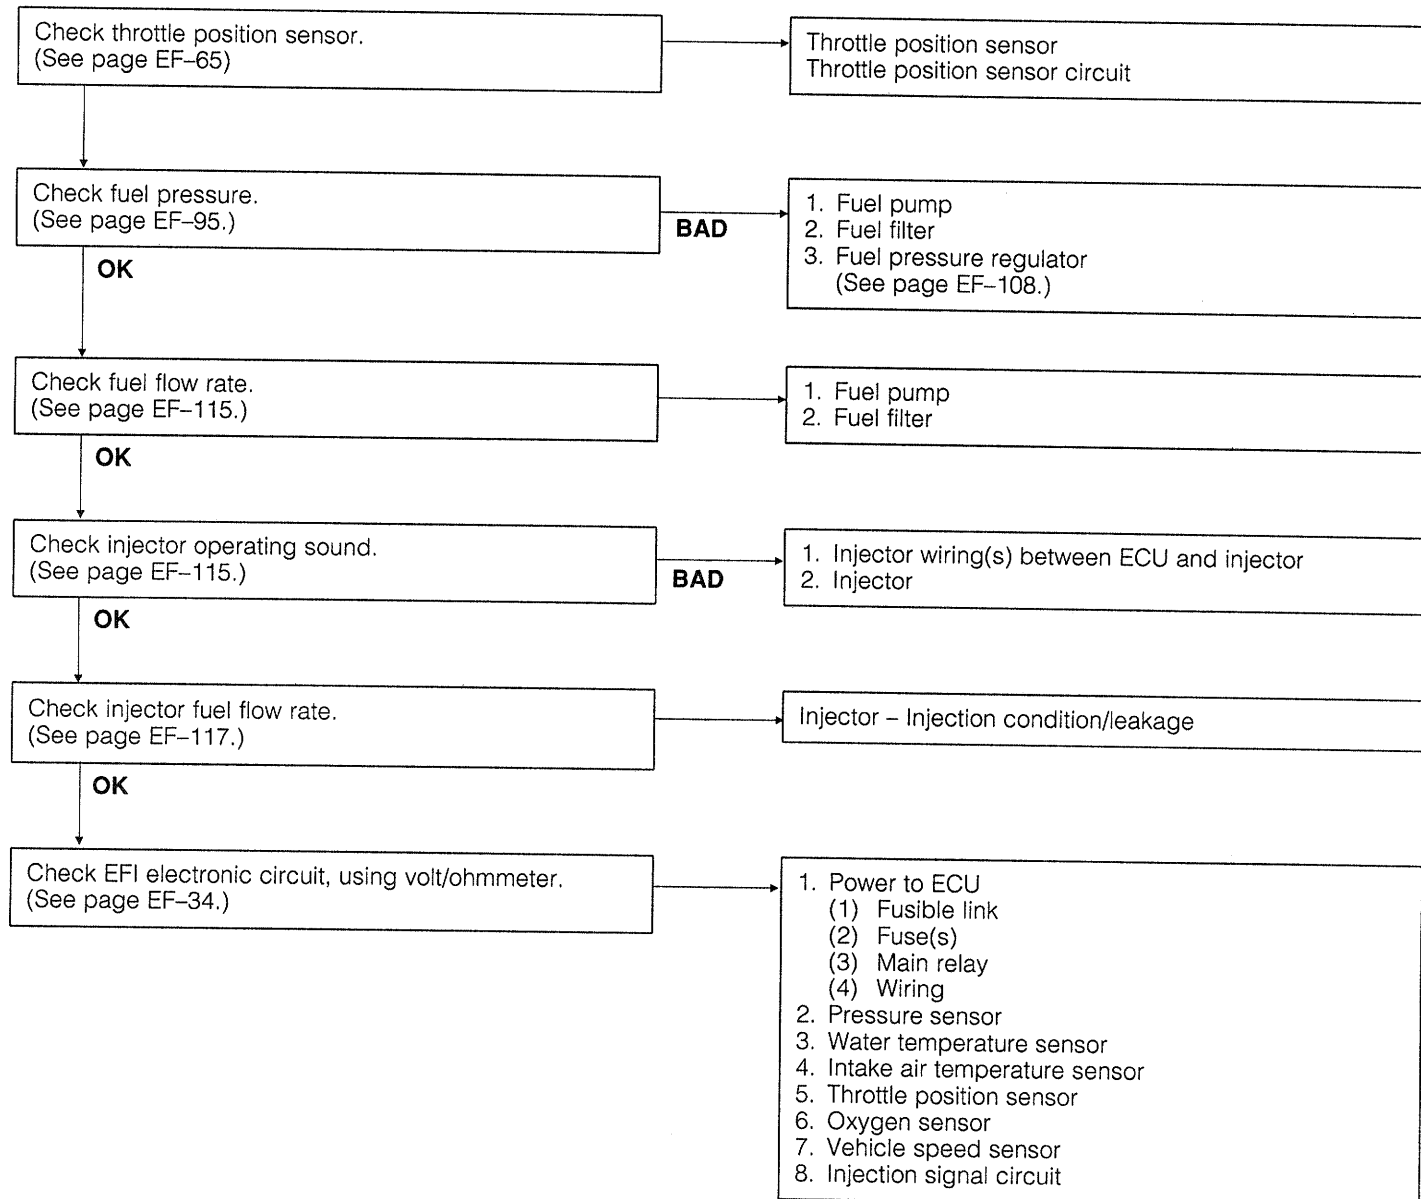 Check throttle position sensor.
(See page EF–65)
Throttle position sensor
Throttle position sensor circuit
Check fuel pressure.
(See page EF–95.)
BAD
1. Fuel pump
2. Fuel filter
3. Fuel pressure regulator
(See page EF–108.)
OK
Check fuel flow rate.
(See page EF–115.)
1. Fuel pump
2. Fuel filter
OK
Check injector operating sound.
(See page EF–115.)
BAD
1. Injector wiring(s) between ECU and injector
2. Injector
OK
Check injector fuel flow rate.
(See page EF–117.)
Injector – Injection condition/leakage
OK
Check EFI electronic circuit, using volt/ohmmeter.
(See page EF–34.)
1. Power to ECU
(1) Fusible link
(2) Fuse(s)
(3) Main relay
(4) Wiring
2. Pressure sensor
3. Water temperature sensor
4. Intake air temperature sensor
5. Throttle position sensor
6. Oxygen sensor
7. Vehicle speed sensor
8. Injection signal circuit